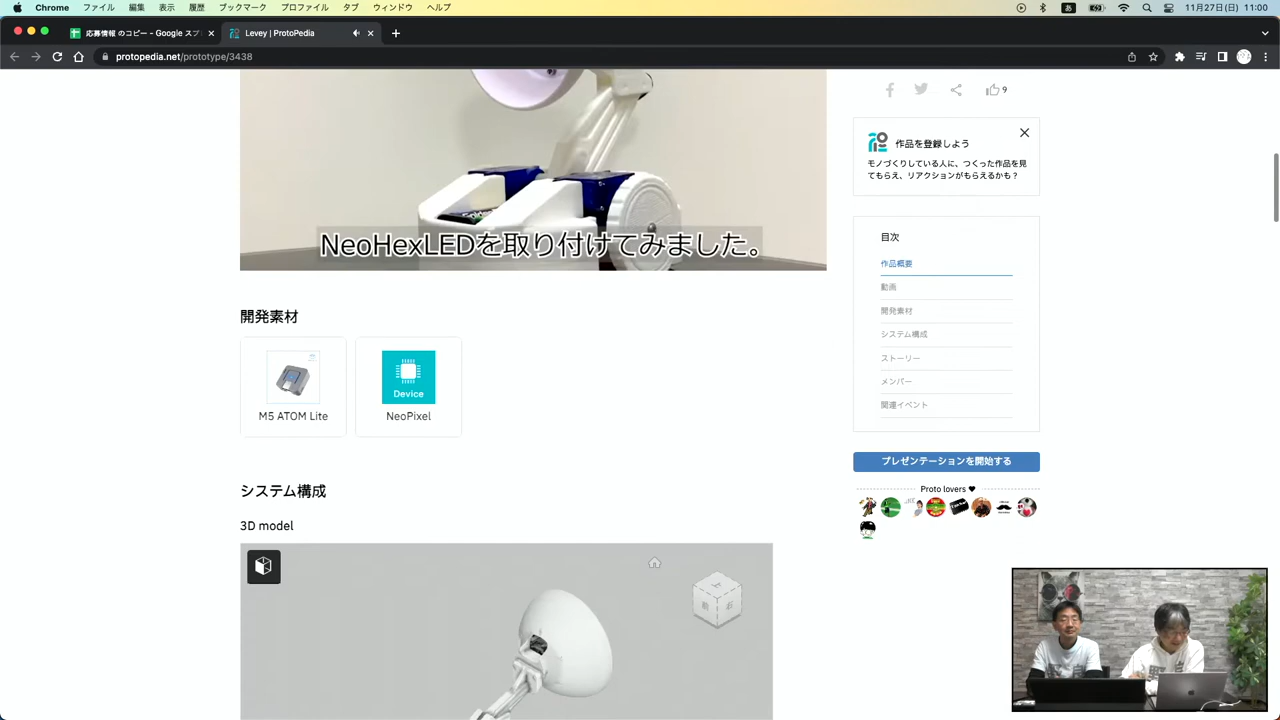 Chrome ファイル 編集 表示 履歴 ブックマーク プロファイル タブ ウィンドウ ヘルプ
あ 11月27日(日) 11:00
応募情報 のコピー - Google スプ
Levey | ProtoPedia
protopedia.net/prototype/3438
NeoHexLEDを取り付けてみました。
9
作品を登録しよう
モノづくりしている人に、つくった作品を見
てもらえ、リアクションがもらえるかも？
目次
作品概要
動画
開発素材
システム構成
ストーリー
メンバー
関連イベント
プレゼンテーションを開始する
Proto lovers
開発素材
M5 ATOM Lite
Device
NeoPixel
システム構成
3D model